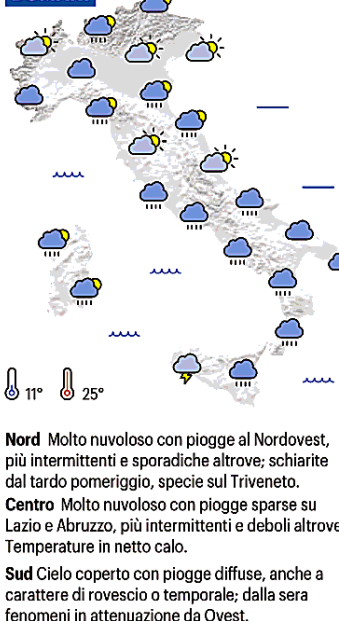 11° 25°
Nord Molto nuvoloso con piogge al Nordovest,
più intermittenti e sporadiche altrove; schiarite
dal tardo pomeriggio, specie sul Triveneto.
Centro Molto nuvoloso con piogge sparse su
Lazio e Abruzzo, più intermittenti e deboli altrove
Temperature in netto calo.
Sud Cielo coperto con piogge diffuse, anche a
carattere di rovescio o temporale; dalla sera
fenomeni in attenuazione da Ovest.